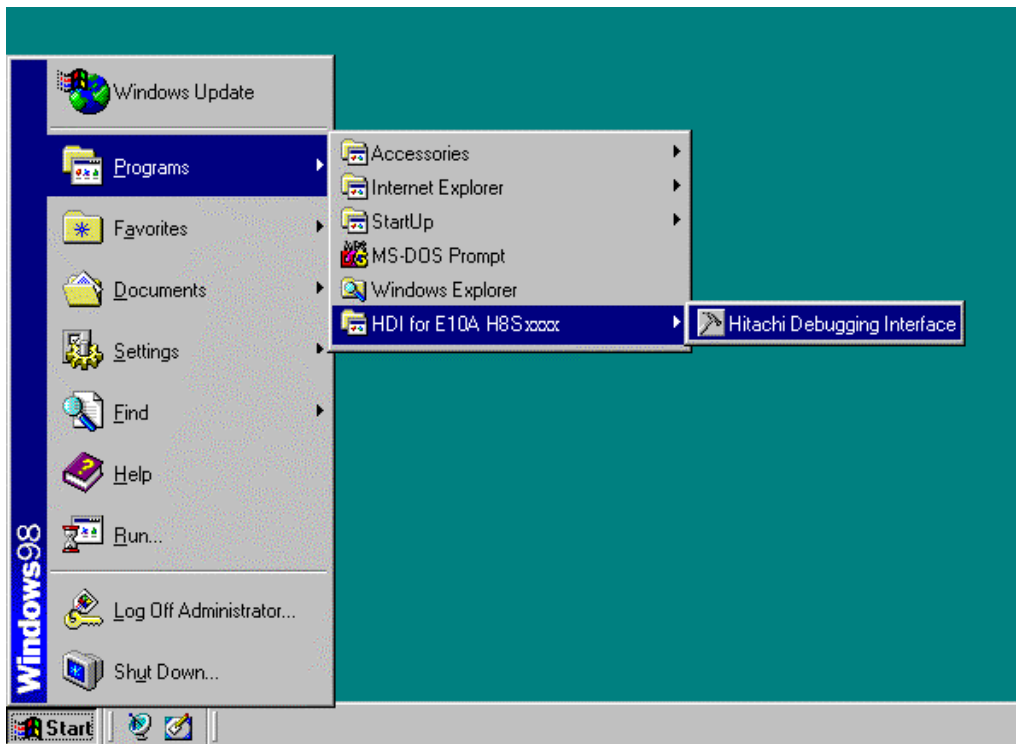 Windows Update
Programs
Favorites
Documents
Settings
Find
Help
Run...
Log Off Administrator...
Shut Down...
Windows98
Accessories
Internet Explorer
StartUp
MS-DOS Prompt
Windows Explorer
HDI for E10A H8Sxxxx
Hitachi Debugging Interface
Start